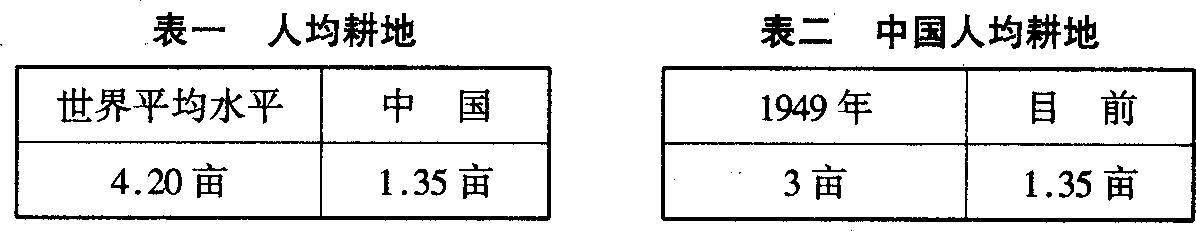 表一 人均耕地
世界平均水平 中 国
4.20亩 1.35亩
表二 中国人均耕地
1949年 目 前
3亩 1.35亩